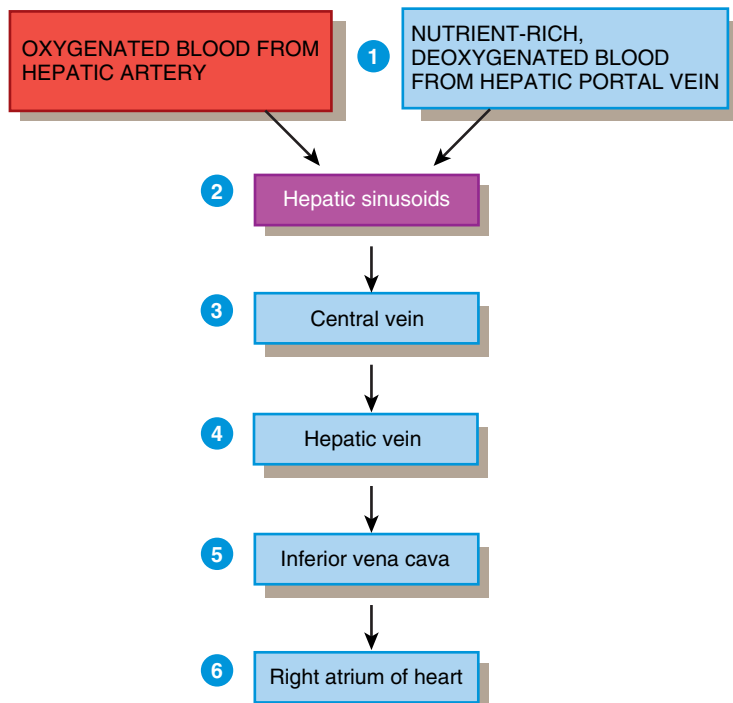 OXYGENATED BLOOD FROM
HEPATIC ARTERY
1
NUTRIENT-RICH,
DEOXYGENATED BLOOD
FROM HEPATIC PORTAL VEIN
2
Hepatic sinusoids
3
Central vein
4
Hepatic vein
5
Inferior vena cava
6
Right atrium of heart